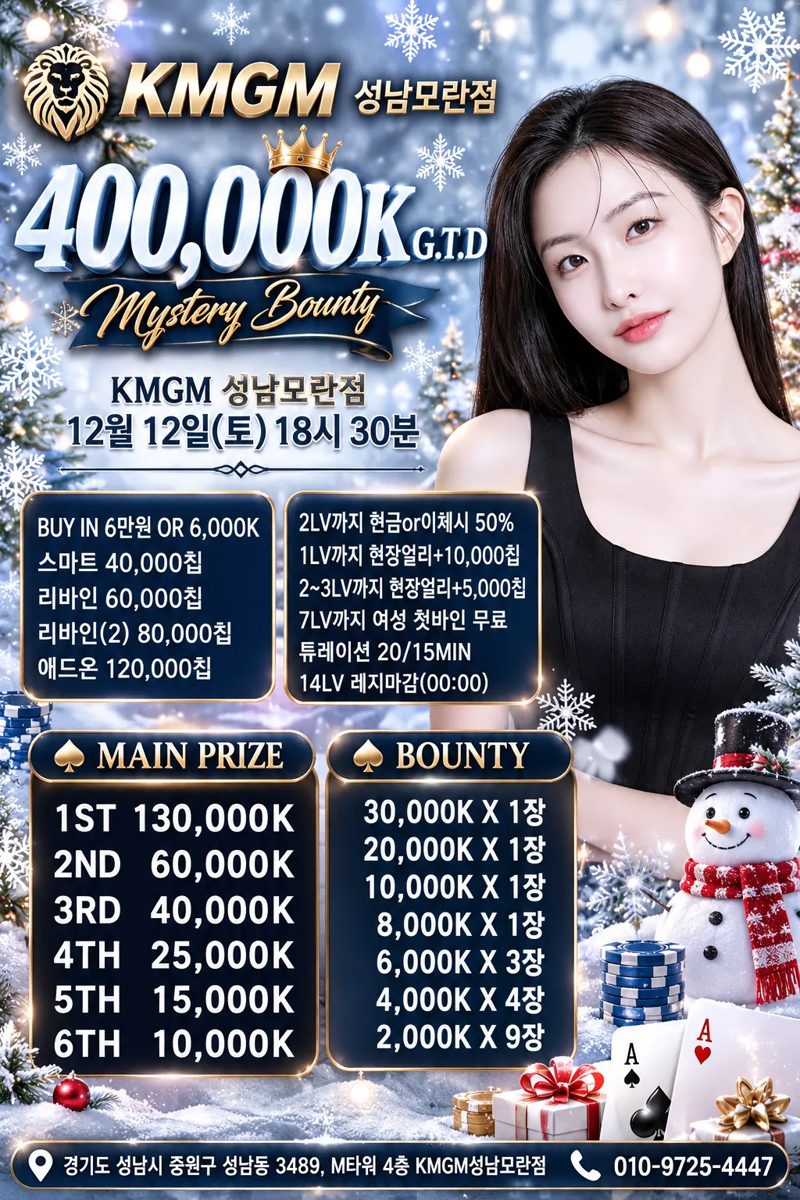 KMGM 성남모란점
400,000K G.T.D
Mystery Bounty
KMGM 성남모란점
12월 12일(토) 18시 30분
BUY IN 6만원 OR 6,000K
스마트 40,000칩
리바인 60,000칩
리바인(2) 80,000칩
애드온 120,000칩
2LV까지 현금or이체시 50%
1LV까지 현장얼리+10,000칩
2~3LV까지 현장얼리+5,000칩
7LV까지 여성 첫바인 무료
튜레이션 20/15MIN
14LV 레지마감(00:00)
MAIN PRIZE
1ST 130,000K
2ND 60,000K
3RD 40,000K
4TH 25,000K
5TH 15,000K
6TH 10,000K
BOUNTY
30,000K X 1장
20,000K X 1장
10,000K X 1장
8,000K X 1장
6,000K X 3장
4,000K X 4장
2,000K X 9장
A
A
경기도 성남시 중원구 성남동 3489, M타워 4층 KMGM성남모란점
010-9725-4447